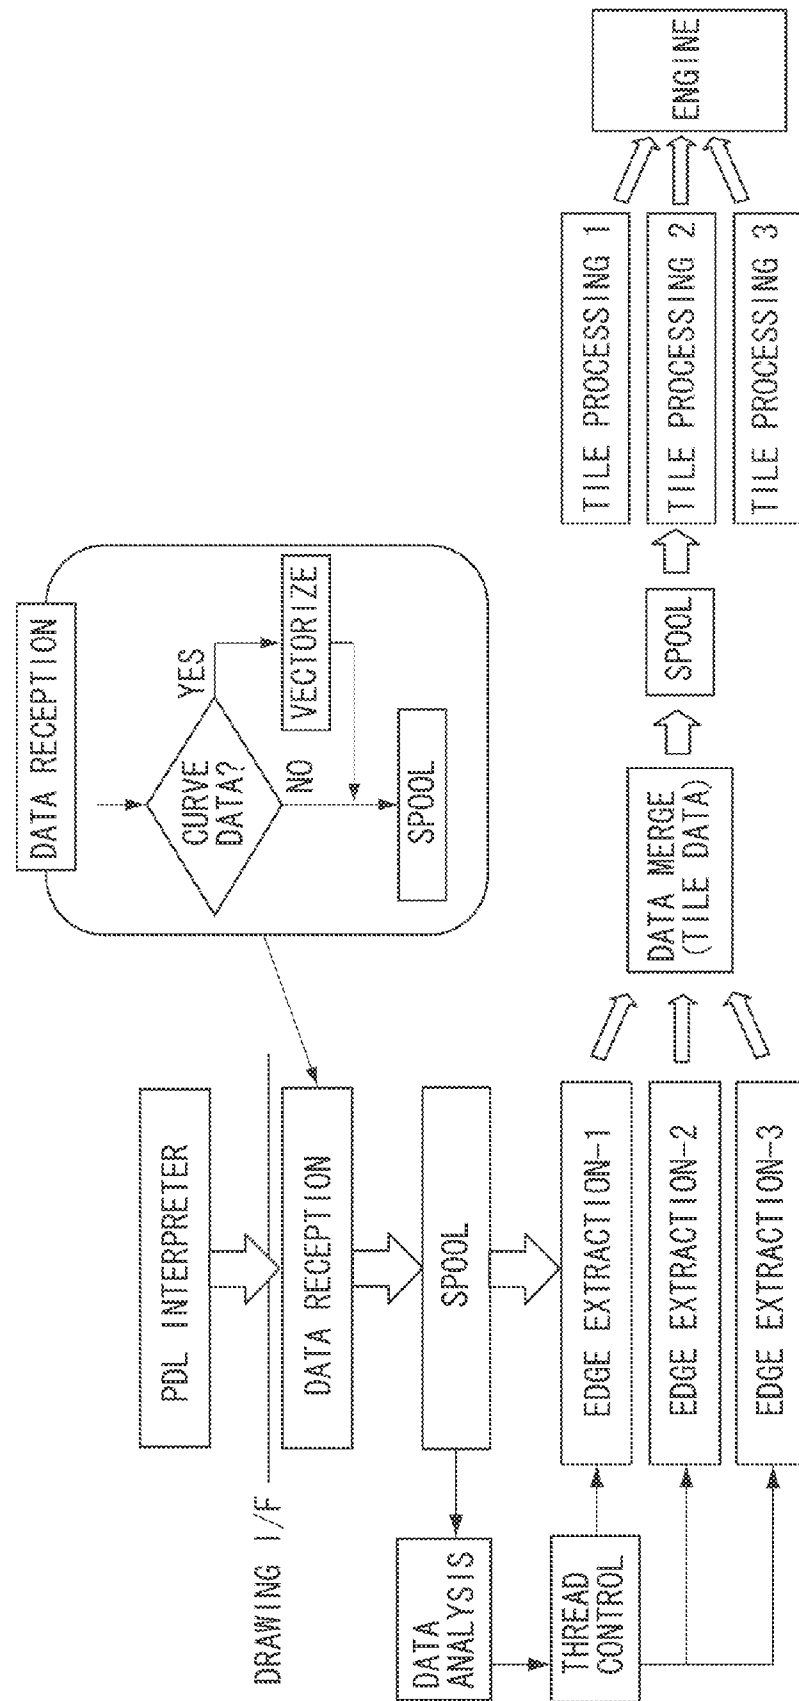 DATA RECEPTION
CURVE
DATA?
YES
NO
VECTORIZE
SPOOL
PDL INTERPRETER
DRAWING I/F
DATA RECEPTION
SPOOL
DATA
ANALYSIS
THREAD
CONTROL
EDGE EXTRACTION-1
EDGE EXTRACTION-2
EDGE EXTRACTION-3
DATA MERGE
(TILE DATA)
SPOOL
TILE PROCESSING 1
TILE PROCESSING 2
TILE PROCESSING 3
ENGINE